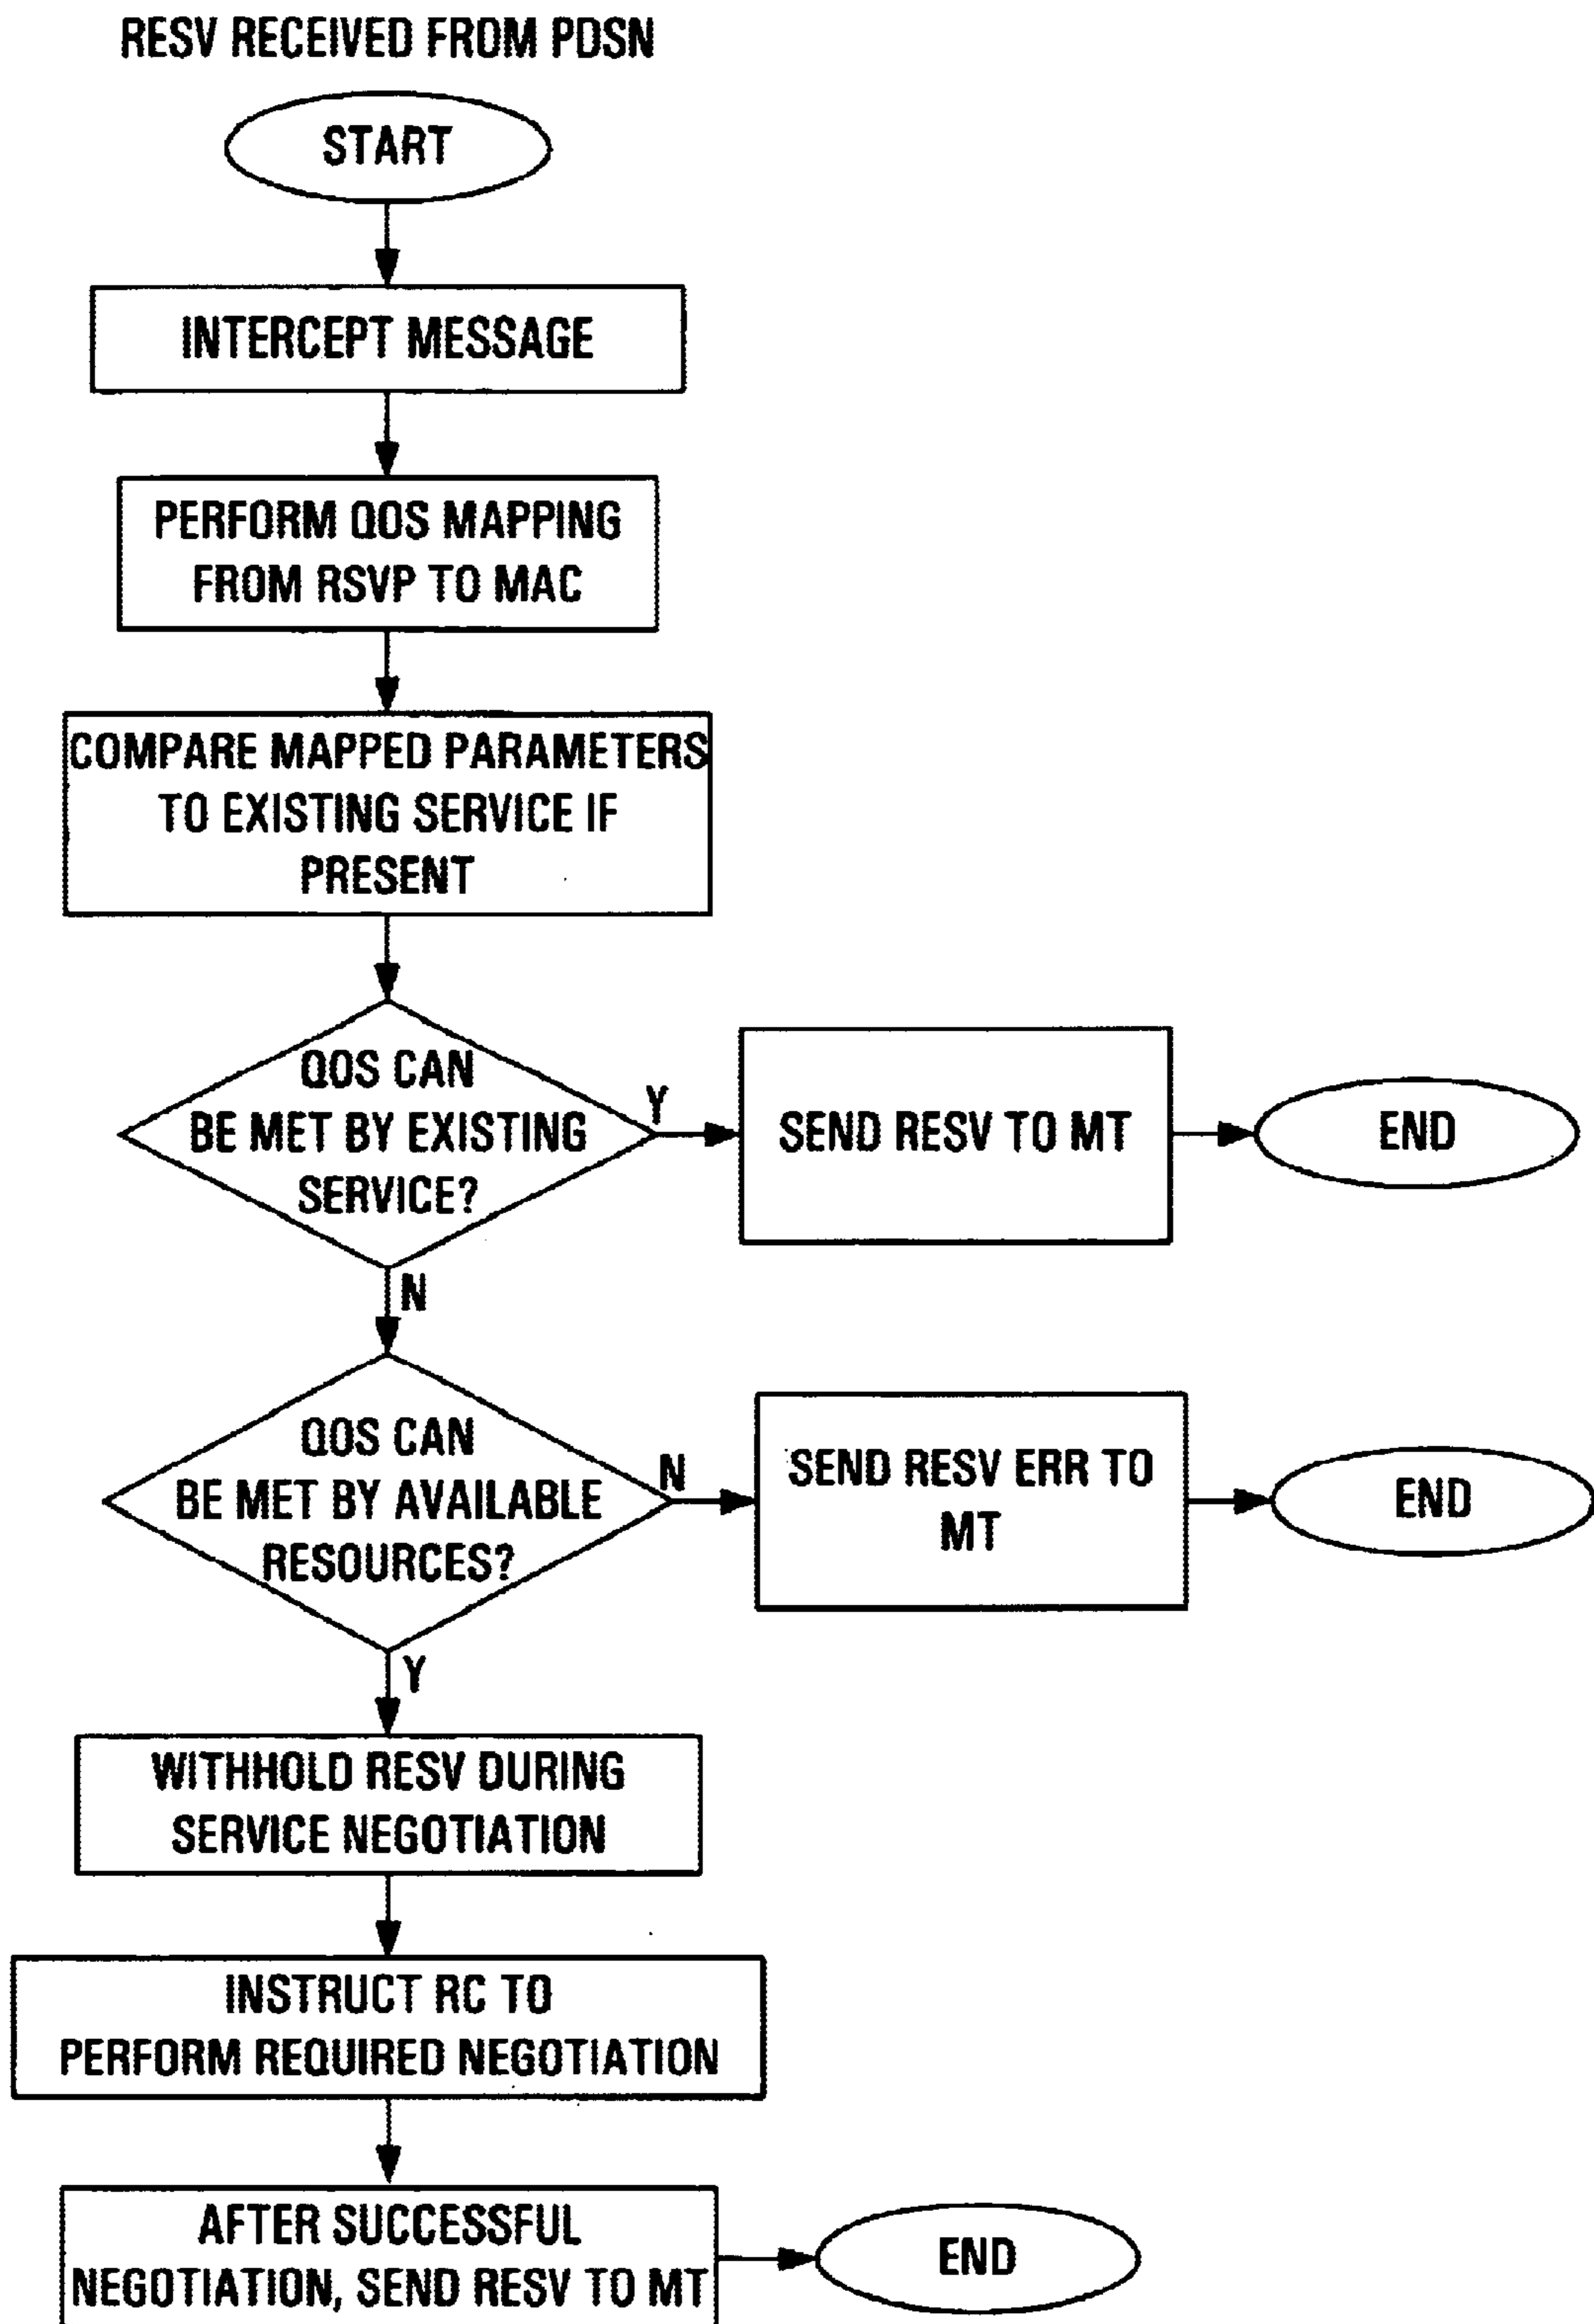 RESV RECEIVED FROM PDSN
START
INTERCEPT MESSAGE
PERFORM QOS MAPPING
FROM RSVP TO MAC
COMPARE MAPPED PARAMETERS
TO EXISTING SERVICE IF
PRESENT
QOS CAN
BE MET BY EXISTING
SERVICE?
Y
SEND RESV TO MT
END
N
QOS CAN
BE MET BY AVAILABLE
RESOURCES?
N
SEND RESV ERR TO
MT
END
Y
WITHHOLD RESV DURING
SERVICE NEGOTIATION
INSTRUCT RC TO
PERFORM REQUIRED NEGOTIATION
AFTER SUCCESSFUL
NEGOTIATION, SEND RESV TO MT
END